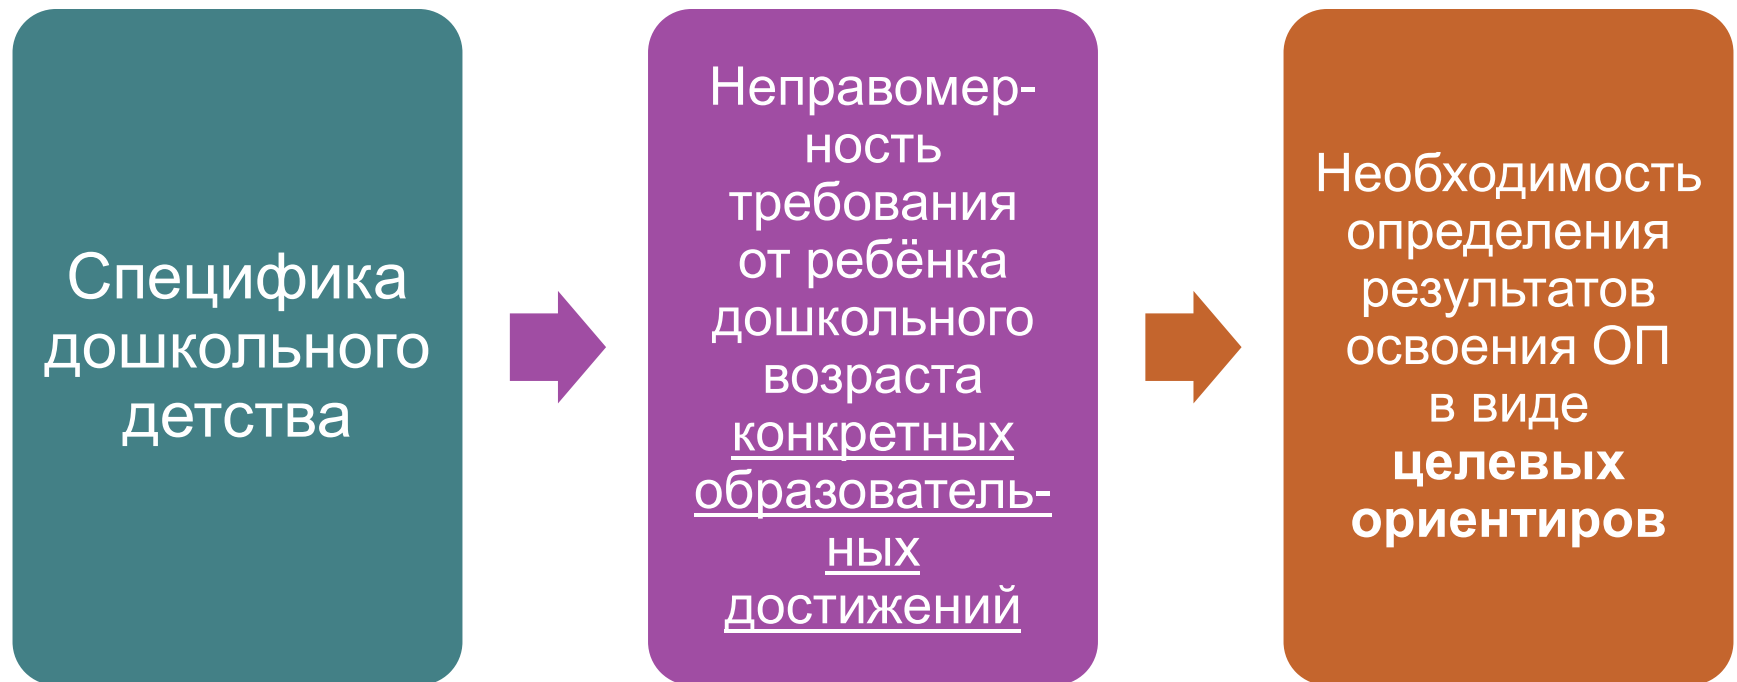 Специфика
дошкольного
детства
Неправомер-
ность
требования
от ребёнка
дошкольного
возраста
конкретных
образователь-
ных
достижений
Необходимость
определения
результатов
освоения ОП
в виде
целевых
ориентиров